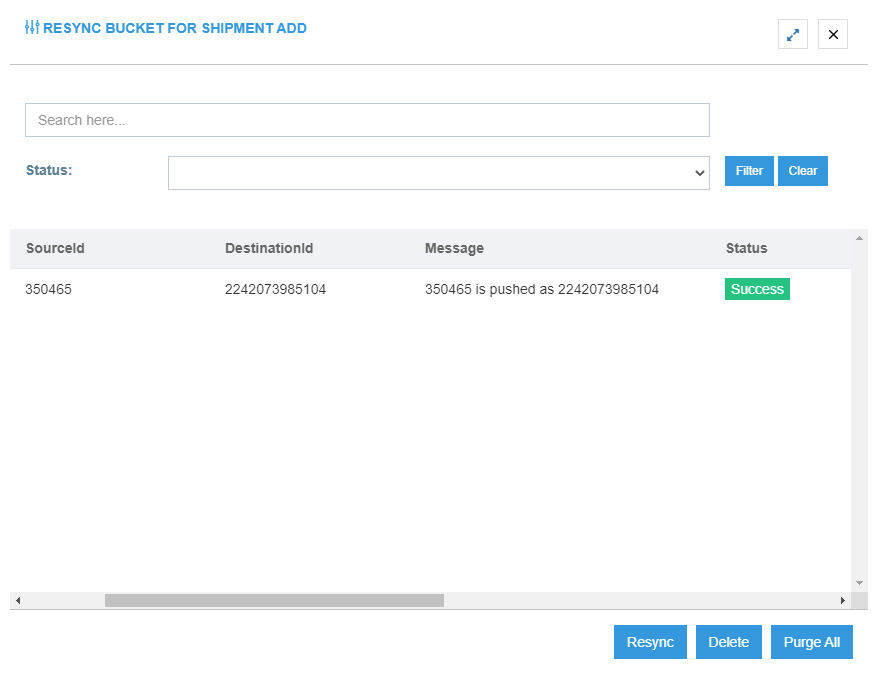 RESYNC BUCKET FOR SHIPMENT ADD
Search here...
Status:
Filter Clear
SourceId DestinationId Message Status
350465 2242073985104 350465 is pushed as 2242073985104 Success
Resync Delete Purge All